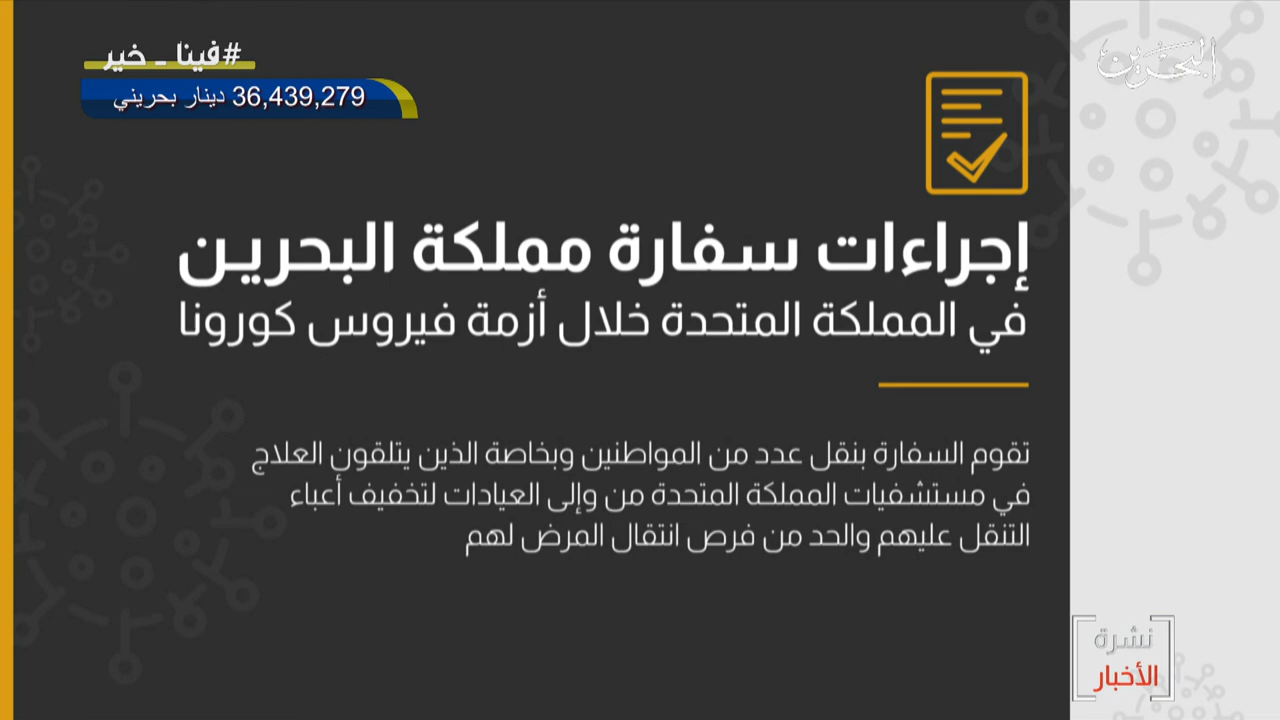 #فينا - خير
36,439,279 دينار بحريني
البحرين
إجراءات سفارة مملكة البحرين
في المملكة المتحدة خلال أزمة فيروس كورونا
تقوم السفارة بنقل عدد من المواطنين وبخاصة الذين يتلقون العلاج
في مستشفيات المملكة المتحدة من وإلى العيادات لتخفيف أعباء
التنقل عليهم والحد من فرص انتقال المرض لهم
نشرة
الأخبار